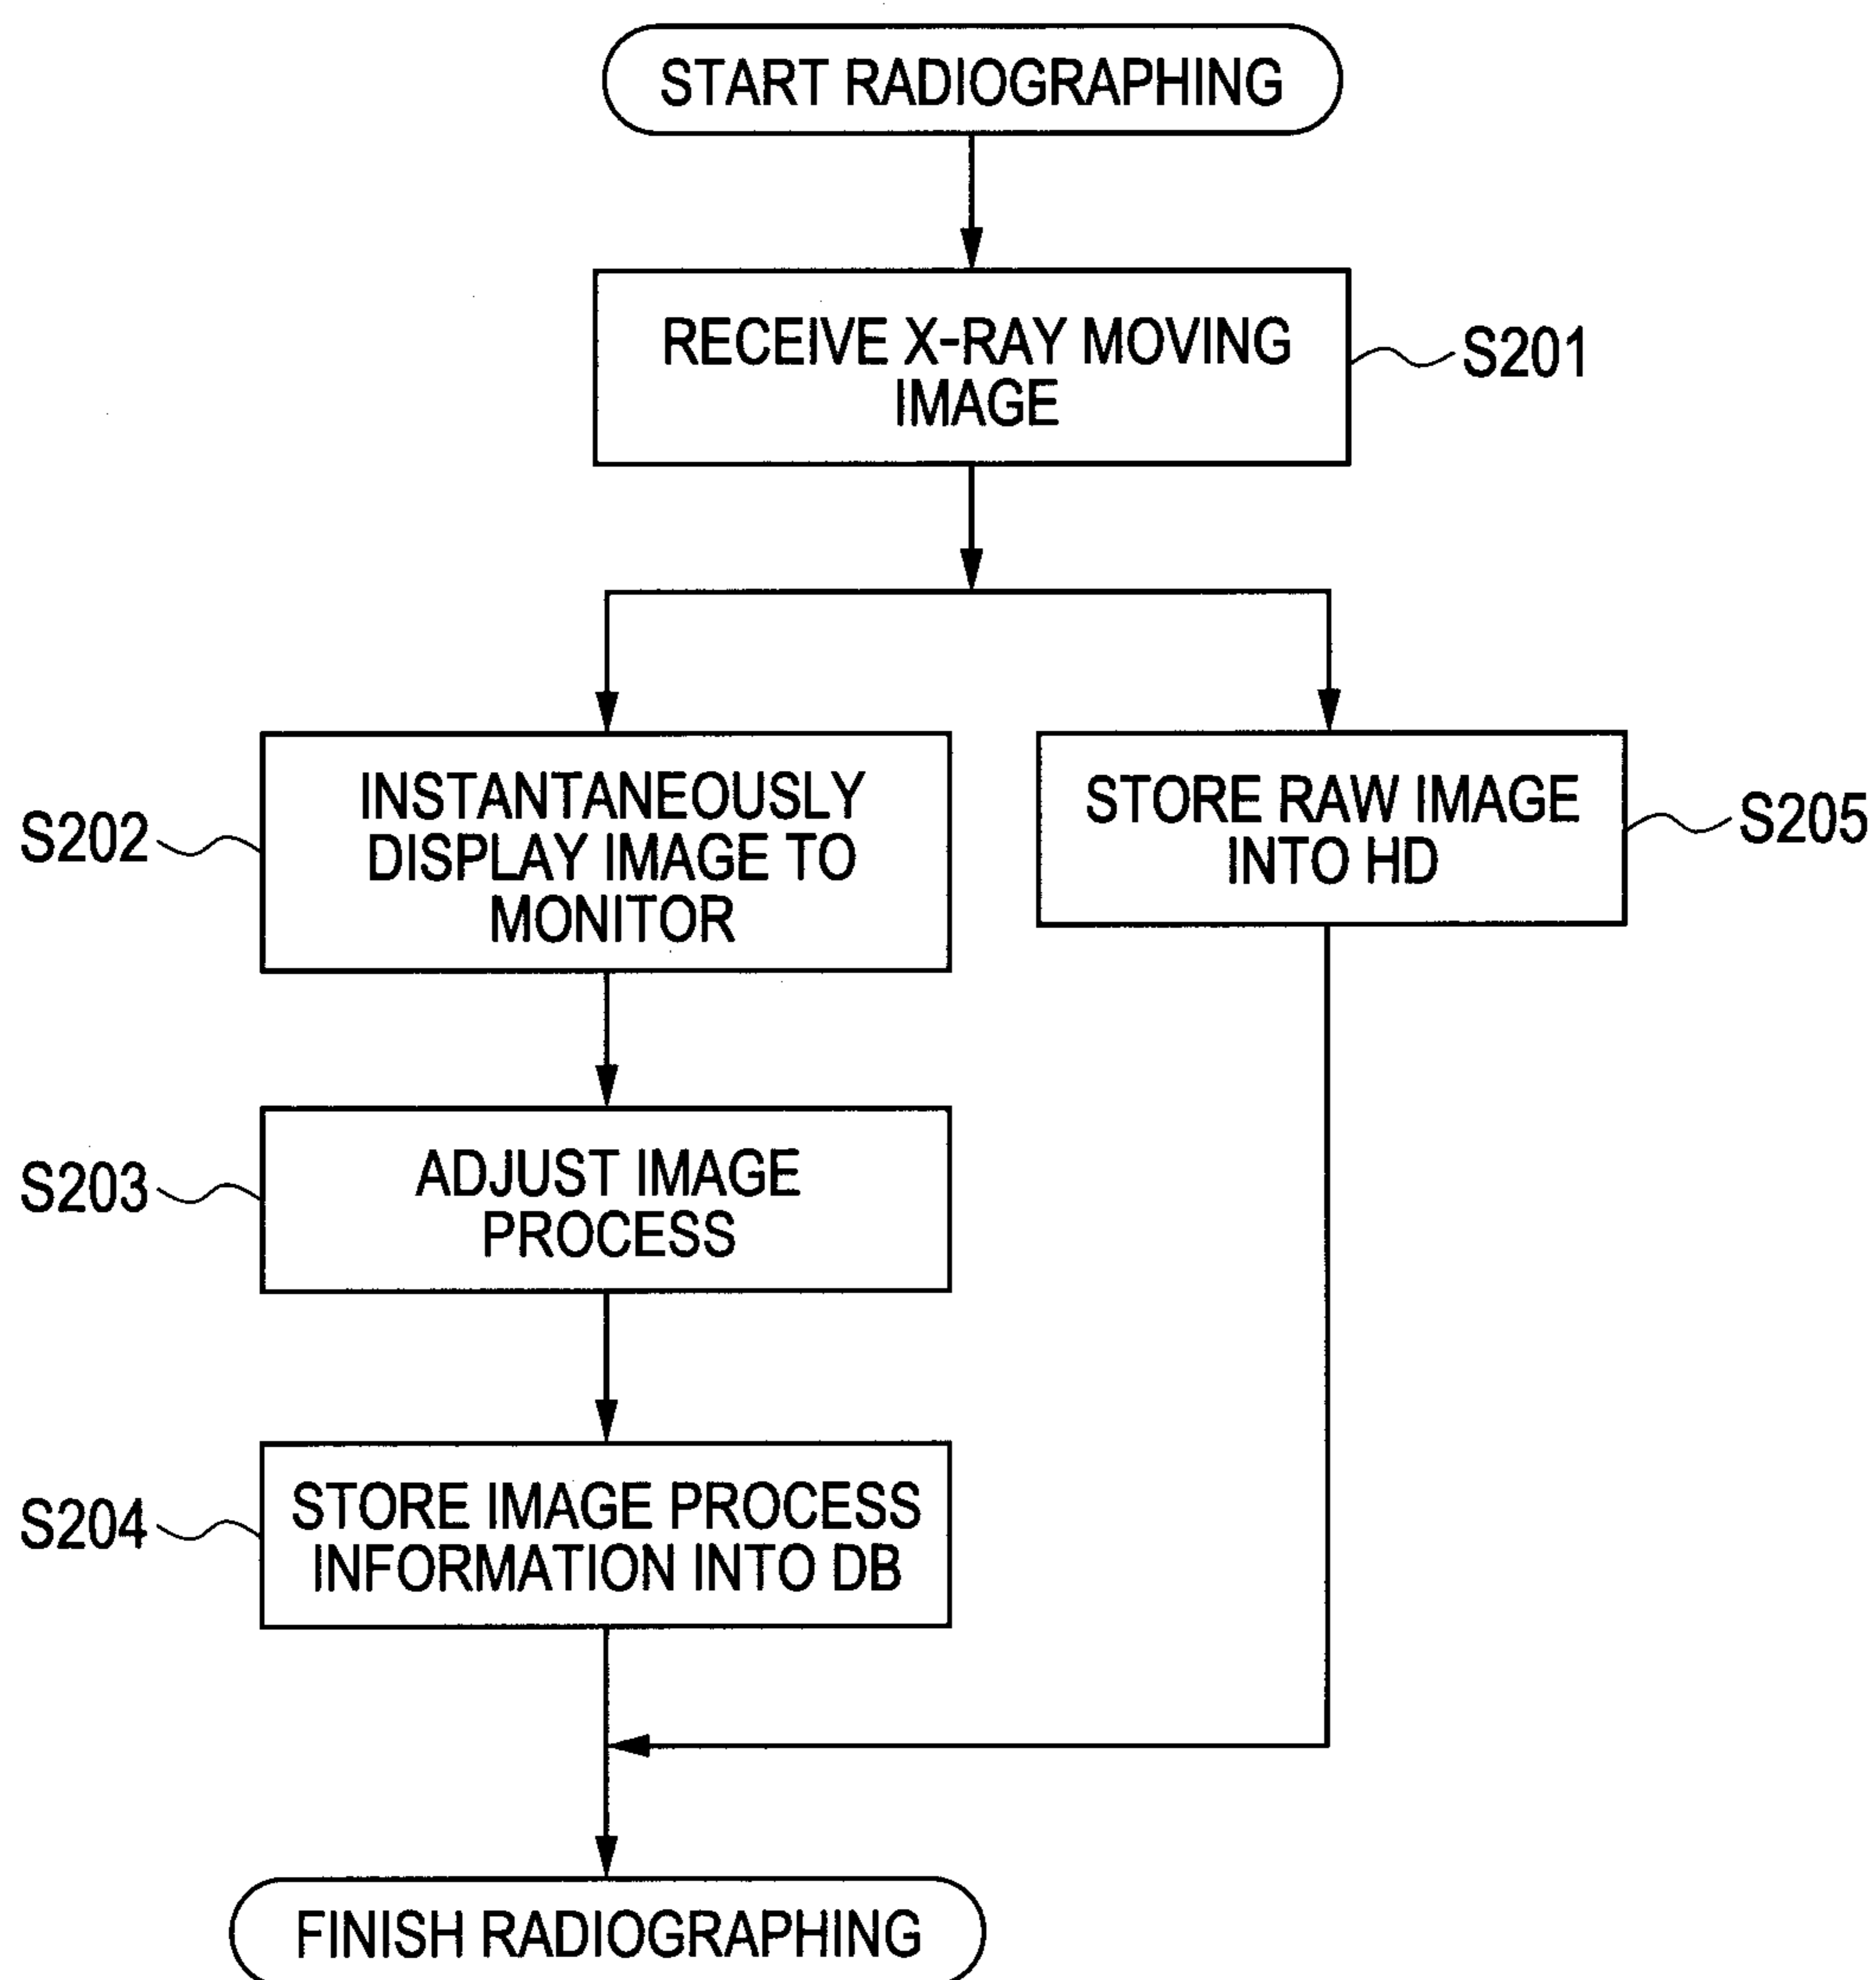 START RADIOGRAPHING
RECEIVE X-RAY MOVING
IMAGE
S201
INSTANTANEOUSLY
DISPLAY IMAGE TO
MONITOR
S202
STORE RAW IMAGE
INTO HD
S205
ADJUST IMAGE
PROCESS
S203
STORE IMAGE PROCESS
INFORMATION INTO DB
S204
FINISH RADIOGRAPHING